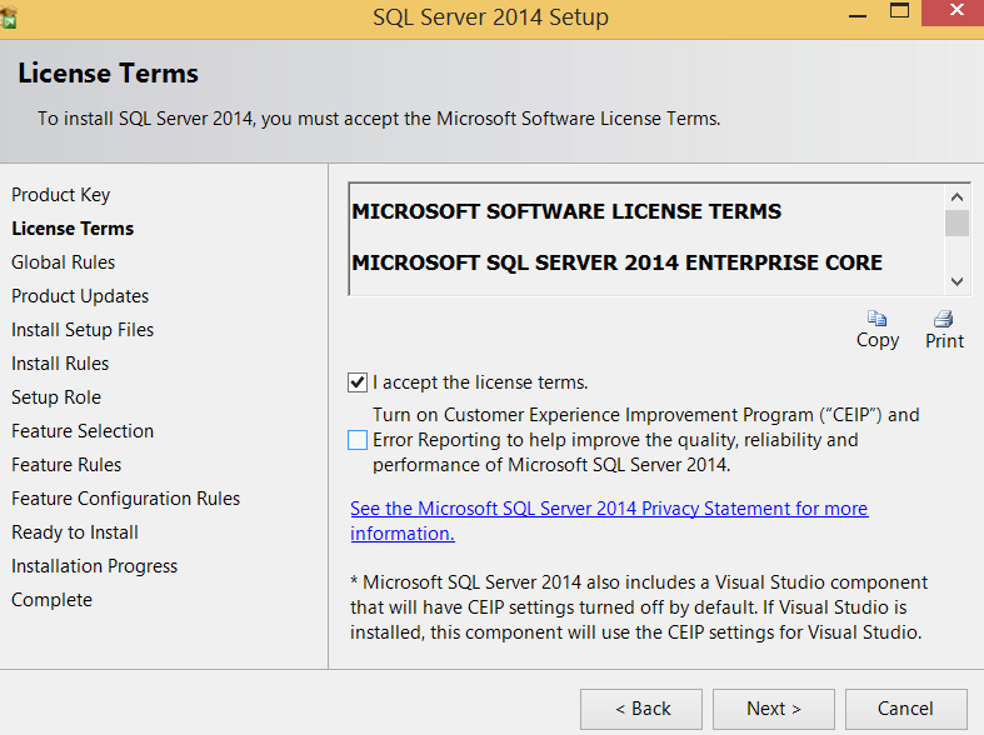 SQL Server 2014 Setup
License Terms
To install SQL Server 2014, you must accept the Microsoft Software License Terms.
Product Key
License Terms
Global Rules
Product Updates
Install Setup Files
Install Rules
Setup Role
Feature Selection
Feature Rules
Feature Configuration Rules
Ready to Install
Installation Progress
Complete
MICROSOFT SOFTWARE LICENSE TERMS
MICROSOFT SQL SERVER 2014 ENTERPRISE CORE
Copy
Print
I accept the license terms.
Turn on Customer Experience Improvement Program ("CEIP") and
Error Reporting to help improve the quality, reliability and
performance of Microsoft SQL Server 2014.
See the Microsoft SQL Server 2014 Privacy Statement for more
information.
* Microsoft SQL Server 2014 also includes a Visual Studio component
that will have CEIP settings turned off by default. If Visual Studio is
installed, this component will use the CEIP settings for Visual Studio.
< Back
Next >
Cancel